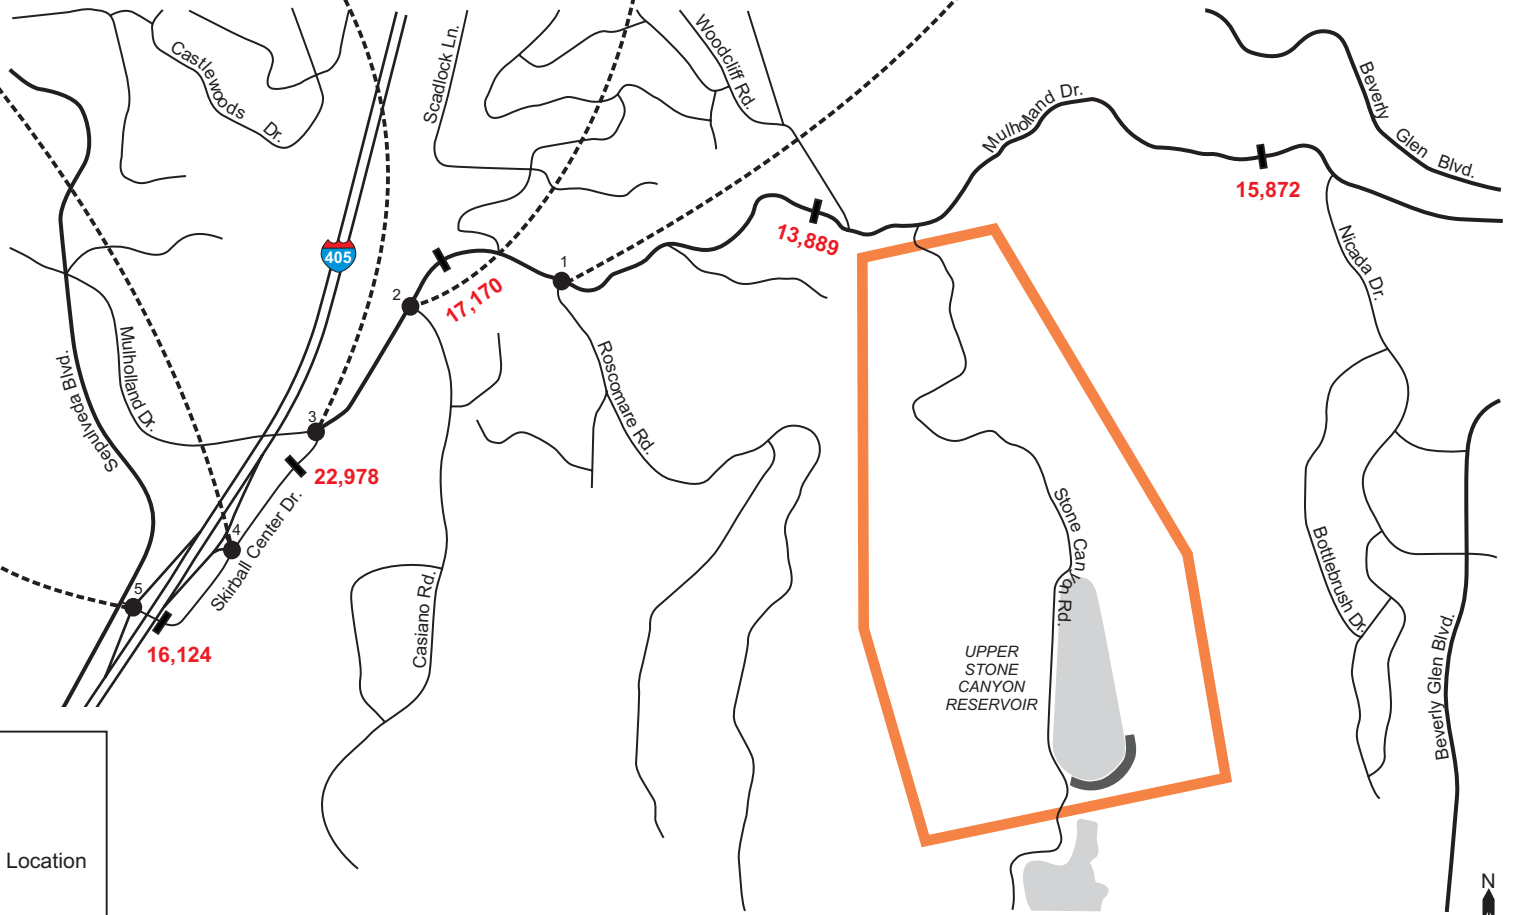 Castlewoods Dr.
Scadlock Ln.
Woodcliff Rd.
Mulholland Dr.
Beverly Glen Blvd.
15,872
13,889
17,170
405
1
2
3
4
5
Nicada Dr.
Mulholland Dr.
Sepulveda Blvd.
Roscomare Rd.
22,978
Skirball Center Dr.
16,124
Casiano Rd.
Stone Canyon Rd.
UPPER
STONE
CANYON
RESERVOIR
Bottlebrush Dr.
Beverly Glen Blvd.
Location
N